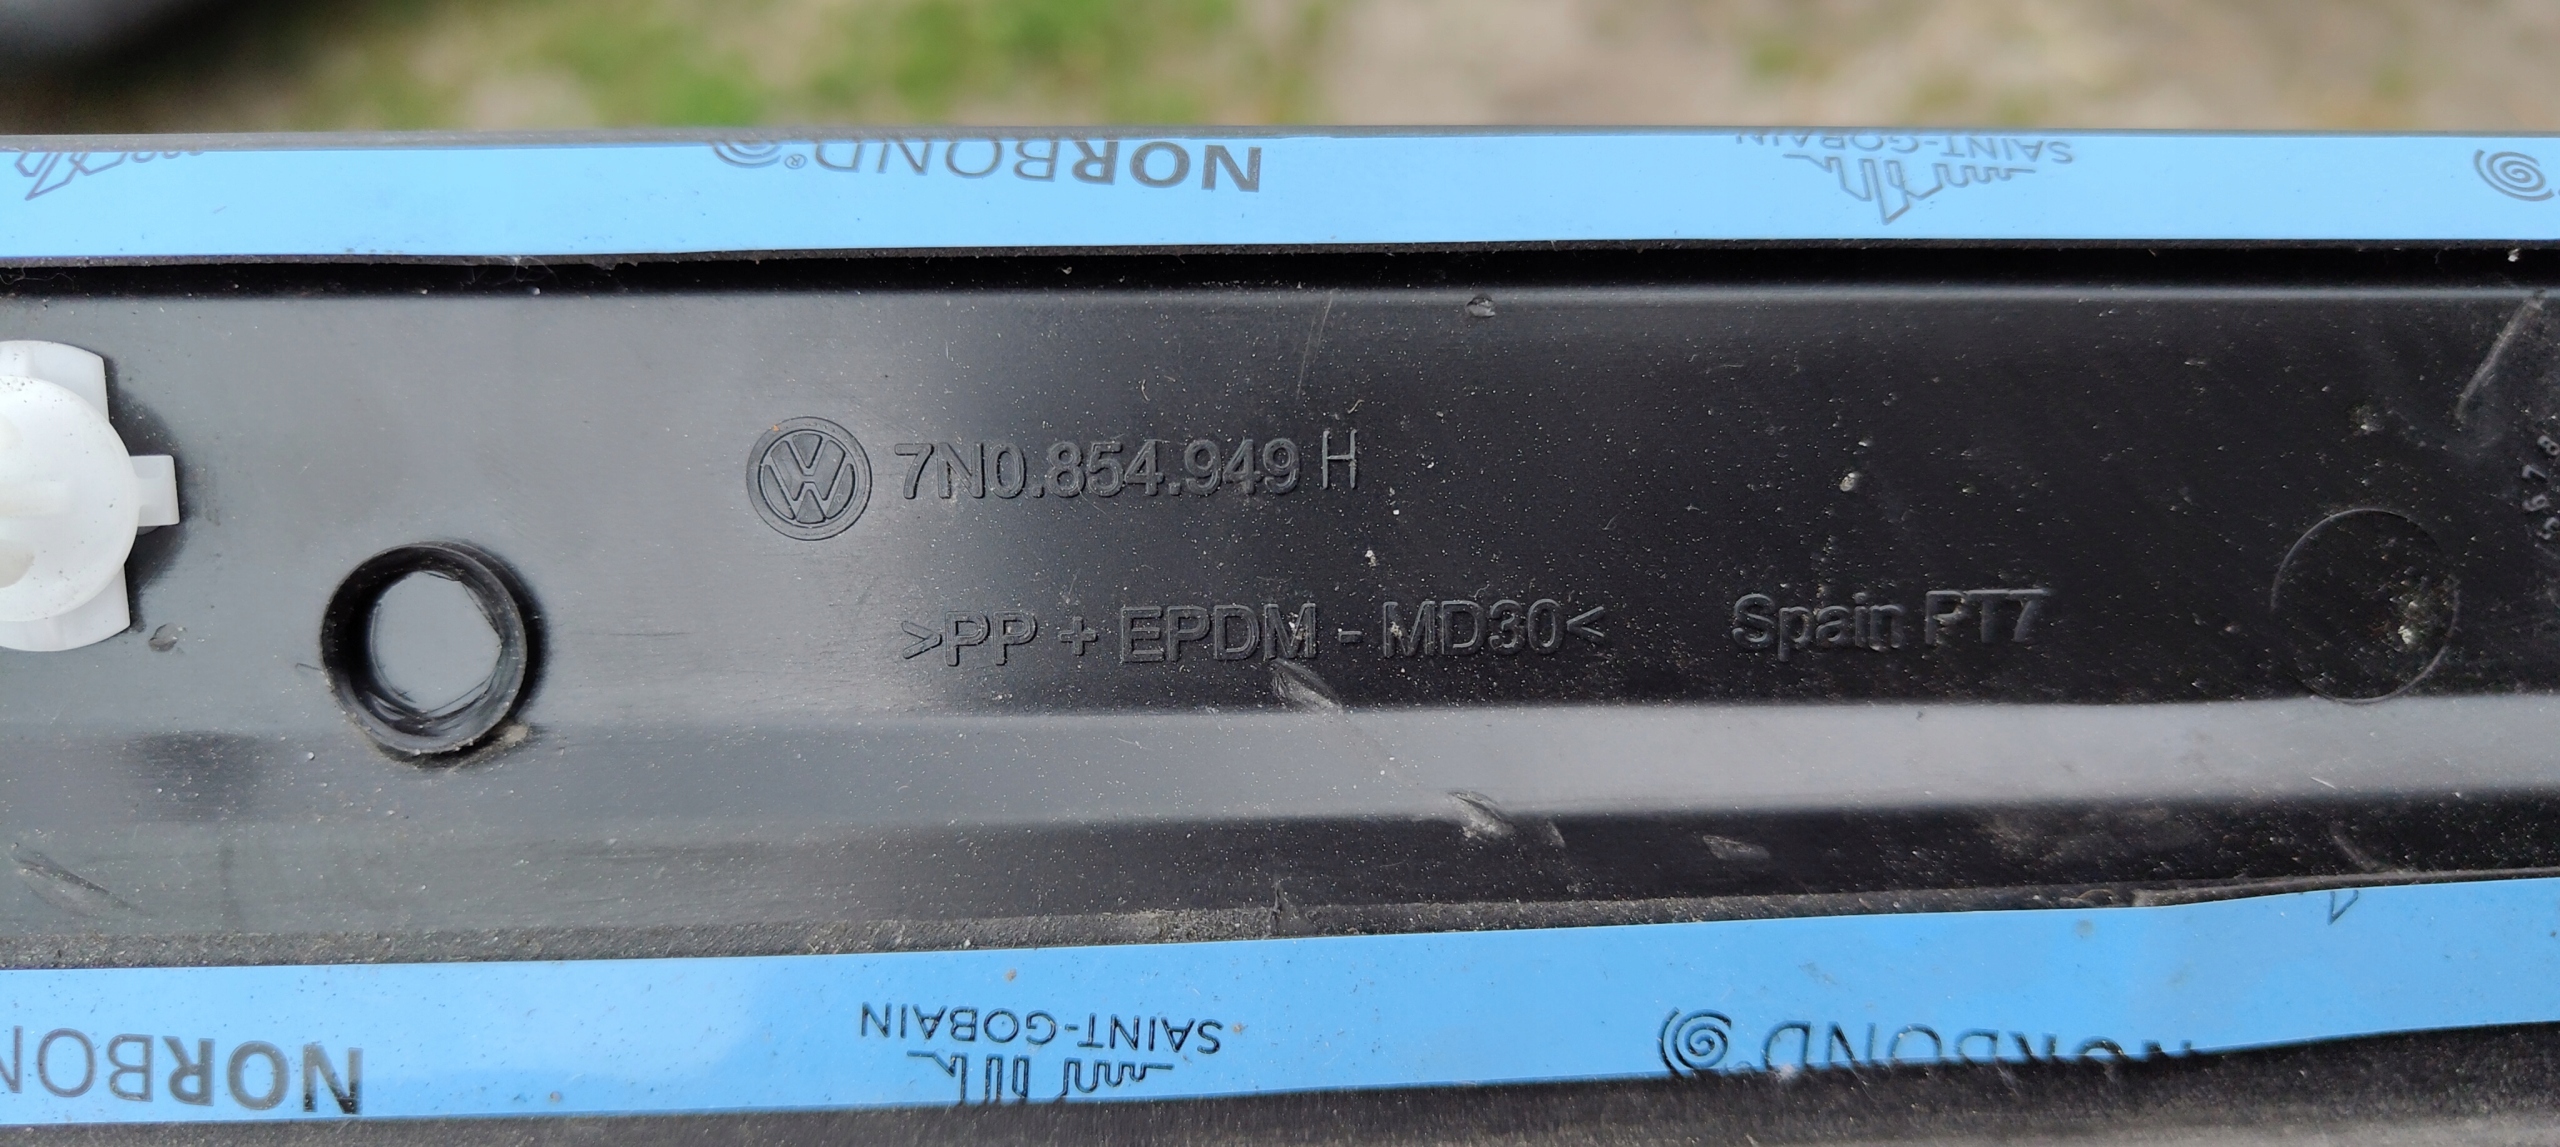 NORBOND®
SAINT-GOBAIN
7N0.854.949 H
>PP + EPDM - MD30<
Spain PT7
NORBON
SAINT-GOBAIN
NORBOND